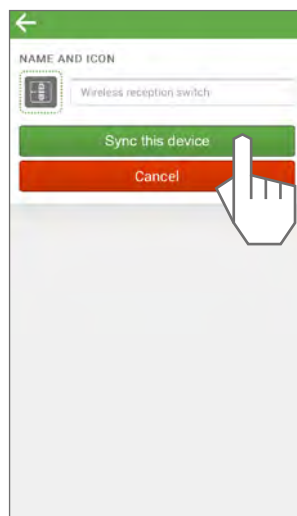 NAME AND ICON
Wireless reception switch
Sync this device
Cancel